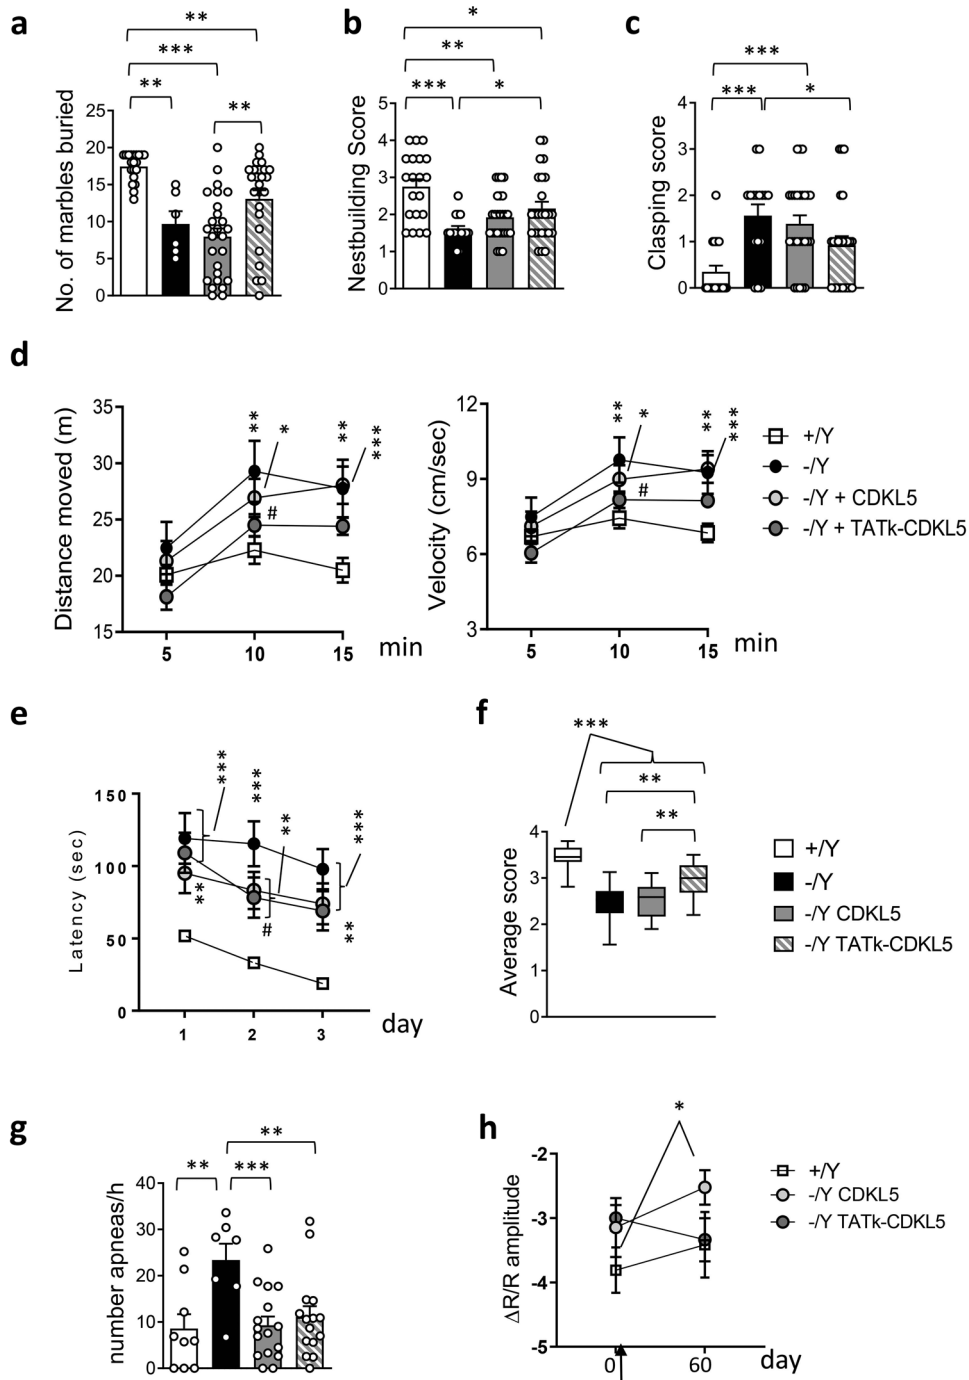 a
b
c
** *** ** **
* ** *** *
*** *** *
No. of marbles buried
25
20
15
10
5
0
Nestbuilding Score
5
4
3
2
1
0
Clasping score
4
3
2
1
0
d
Distance moved (m)
35
30
25
20
15
** * ** ***
#
5 10 15 min
Velocity (cm/sec)
12
9
6
3
** * ** ***
#
5 10 15 min
+/Y
-/Y
-/Y + CDKL5
-/Y + TATk-CDKL5
e
Latency (sec)
150
100
50
0
*** *** ** ***
** # **
1 2 3 day
f
***
**
**
Average score
4
3
2
1
0
+/Y
-/Y
-/Y CDKL5
-/Y TATk-CDKL5
g
**
** ***
number apneas/h
40
30
20
10
0
h
*
ΔR/R amplitude
-2
-3
-4
-5
0 60 day
+/Y
-/Y CDKL5
-/Y TATk-CDKL5